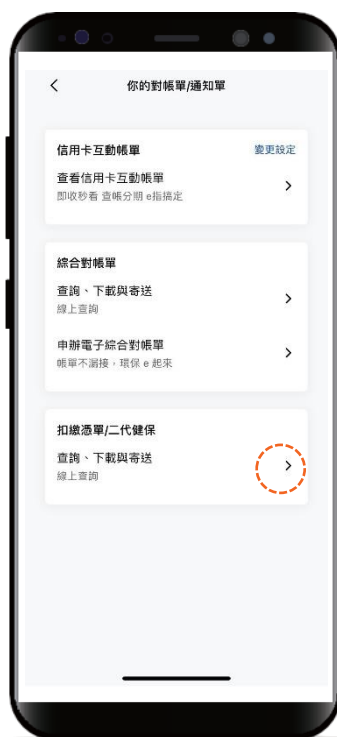 你的對帳單/通知單
信用卡互動帳單 變更設定
查看信用卡互動帳單
即收秒看 查帳分期 e指搞定
綜合對帳單
查詢、下載與寄送
線上查詢
申辦電子綜合對帳單
帳單不漏接，環保 e 起來
扣繳憑單/二代健保
查詢、下載與寄送
線上查詢